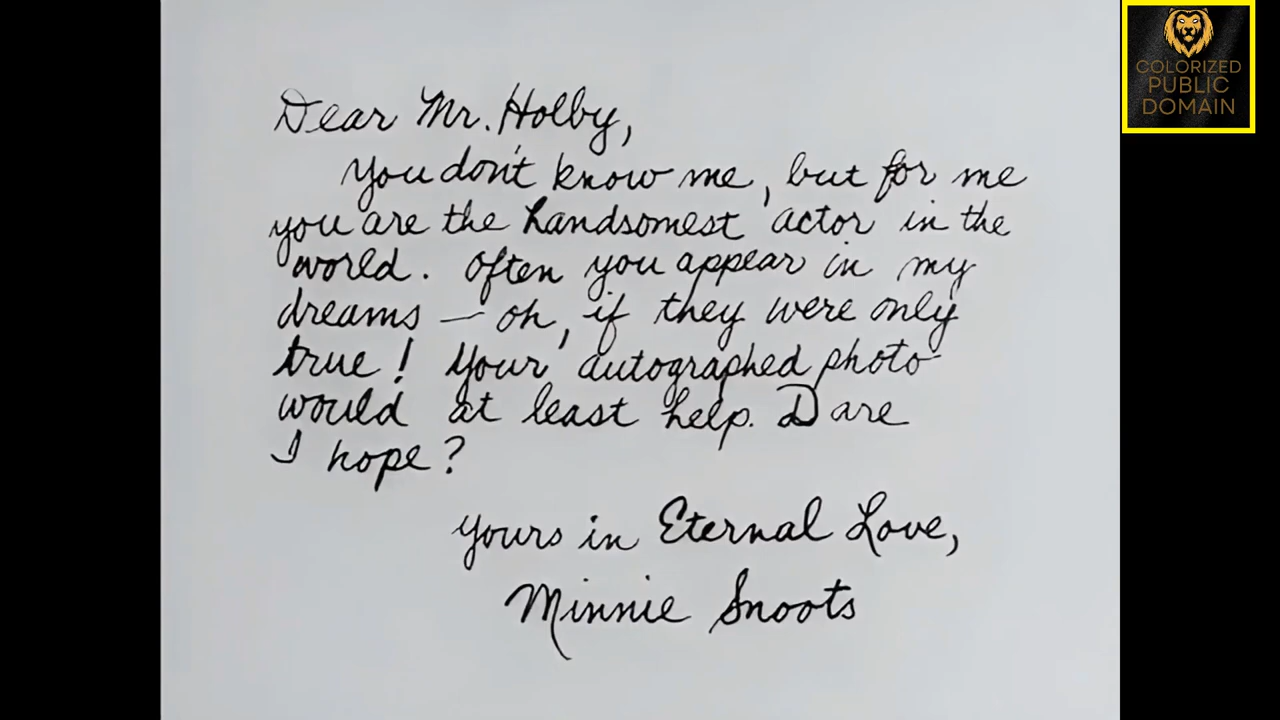 Dear Mr. Holby,
You don't know me, but for me
you are the handsomest actor in the
world. Often you appear in my
dreams — oh, if they were only
true! Your autographed photo
would at least help. Dare
I hope?
Yours in Eternal Love,
Minnie Snoots
COLORIZED
PUBLIC
DOMAIN